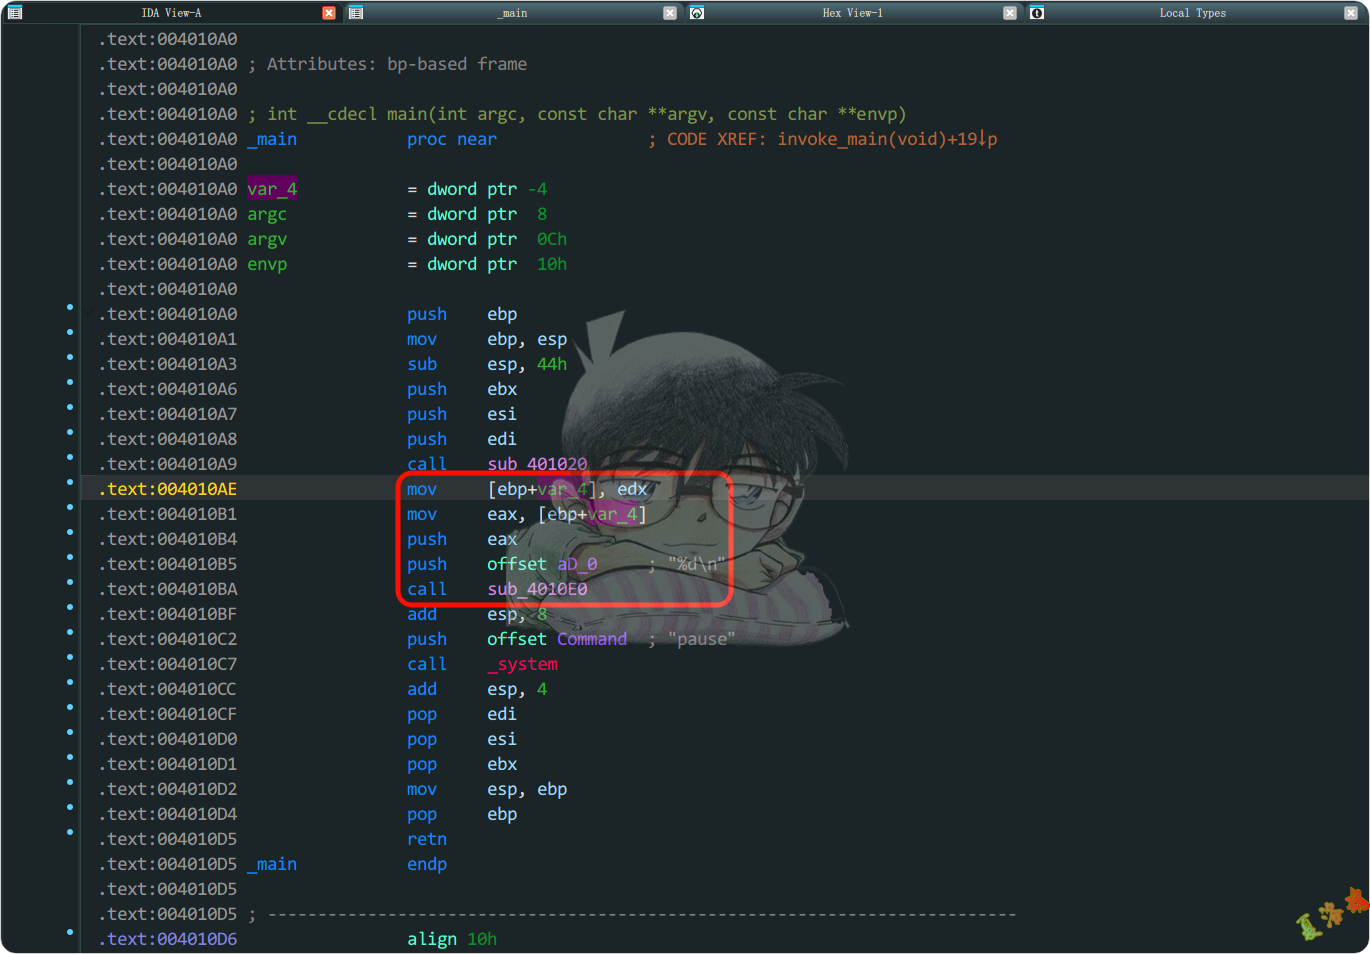 IDA View-A _main Hex View-1 Local Types
.text:004010A0
.text:004010A0 ; Attributes: bp-based frame
.text:004010A0
.text:004010A0 ; int __cdecl main(int argc, const char **argv, const char **envp)
.text:004010A0 _main proc near ; CODE XREF: invoke_main(void)+19↓p
.text:004010A0
.text:004010A0 var_4 = dword ptr -4
.text:004010A0 argc = dword ptr 8
.text:004010A0 argv = dword ptr 0Ch
.text:004010A0 envp = dword ptr 10h
.text:004010A0
.text:004010A0 push ebp
.text:004010A1 mov ebp, esp
.text:004010A3 sub esp, 44h
.text:004010A6 push ebx
.text:004010A7 push esi
.text:004010A8 push edi
.text:004010A9 call sub_401020
.text:004010AE mov [ebp+var_4], edx
.text:004010B1 mov eax, [ebp+var_4]
.text:004010B4 push eax
.text:004010B5 push offset aD_0 ; "%d\n"
.text:004010BA call sub_4010E0
.text:004010BF add esp, 8
.text:004010C2 push offset Command ; "pause"
.text:004010C7 call _system
.text:004010CC add esp, 4
.text:004010CF pop edi
.text:004010D0 pop esi
.text:004010D1 pop ebx
.text:004010D2 mov esp, ebp
.text:004010D4 pop ebp
.text:004010D5 retn
.text:004010D5 _main endp
.text:004010D5
.text:004010D5 ; ---------------------------------------------------------------------------
.text:004010D6 align 10h